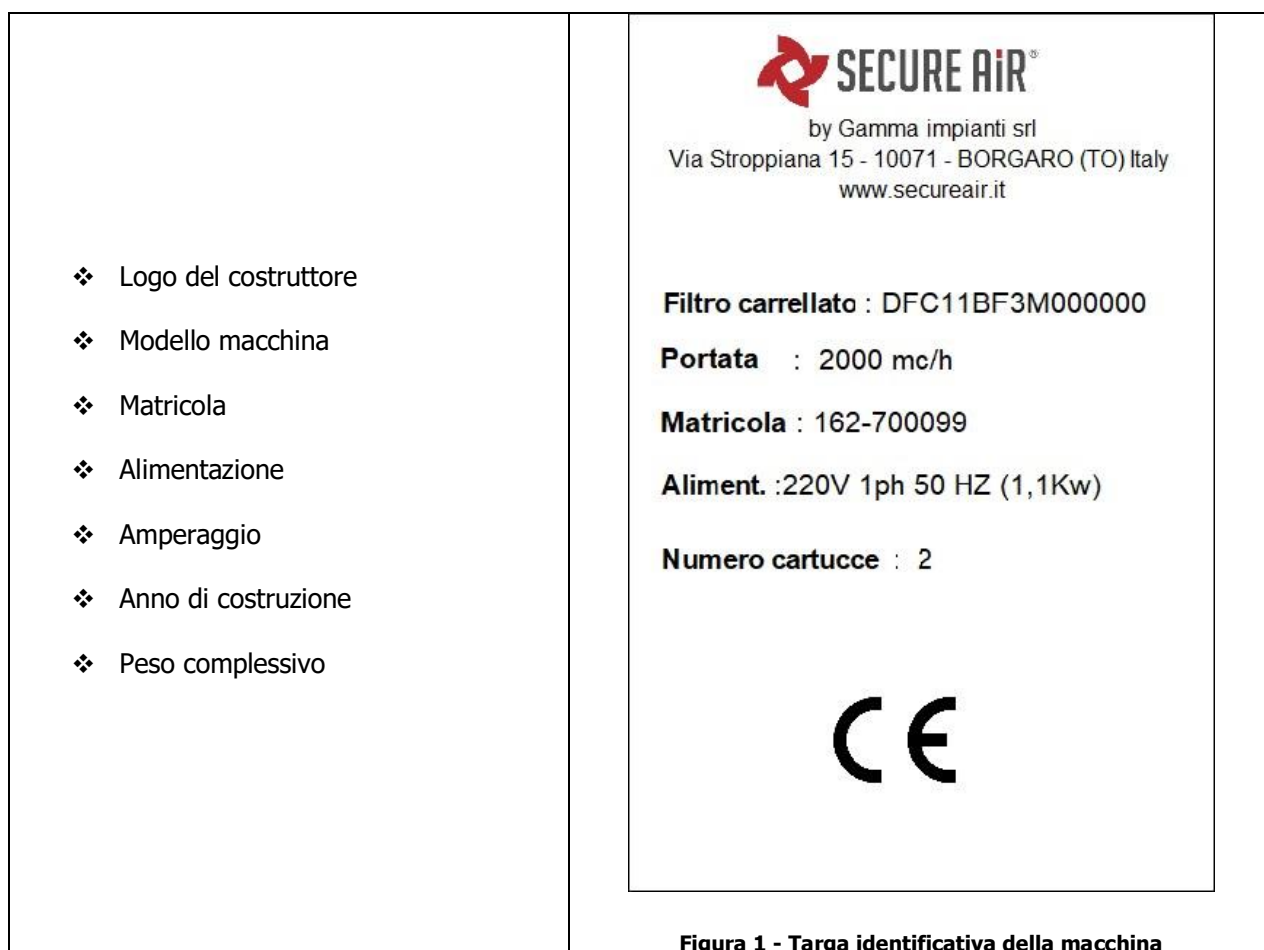 ❖ Logo del costruttore
❖ Modello macchina
❖ Matricola
❖ Alimentazione
❖ Amperaggio
❖ Anno di costruzione
❖ Peso complessivo
SECURE AiR®
by Gamma impianti srl
Via Stroppiana 15 - 10071 - BORGARO (TO) Italy
www.secureair.it
Filtro carrellato : DFC11BF3M000000
Portata : 2000 mc/h
Matricola : 162-700099
Aliment. :220V 1ph 50 HZ (1,1Kw)
Numero cartucce : 2
CE
Figura 1 - Targa identificativa della macchina